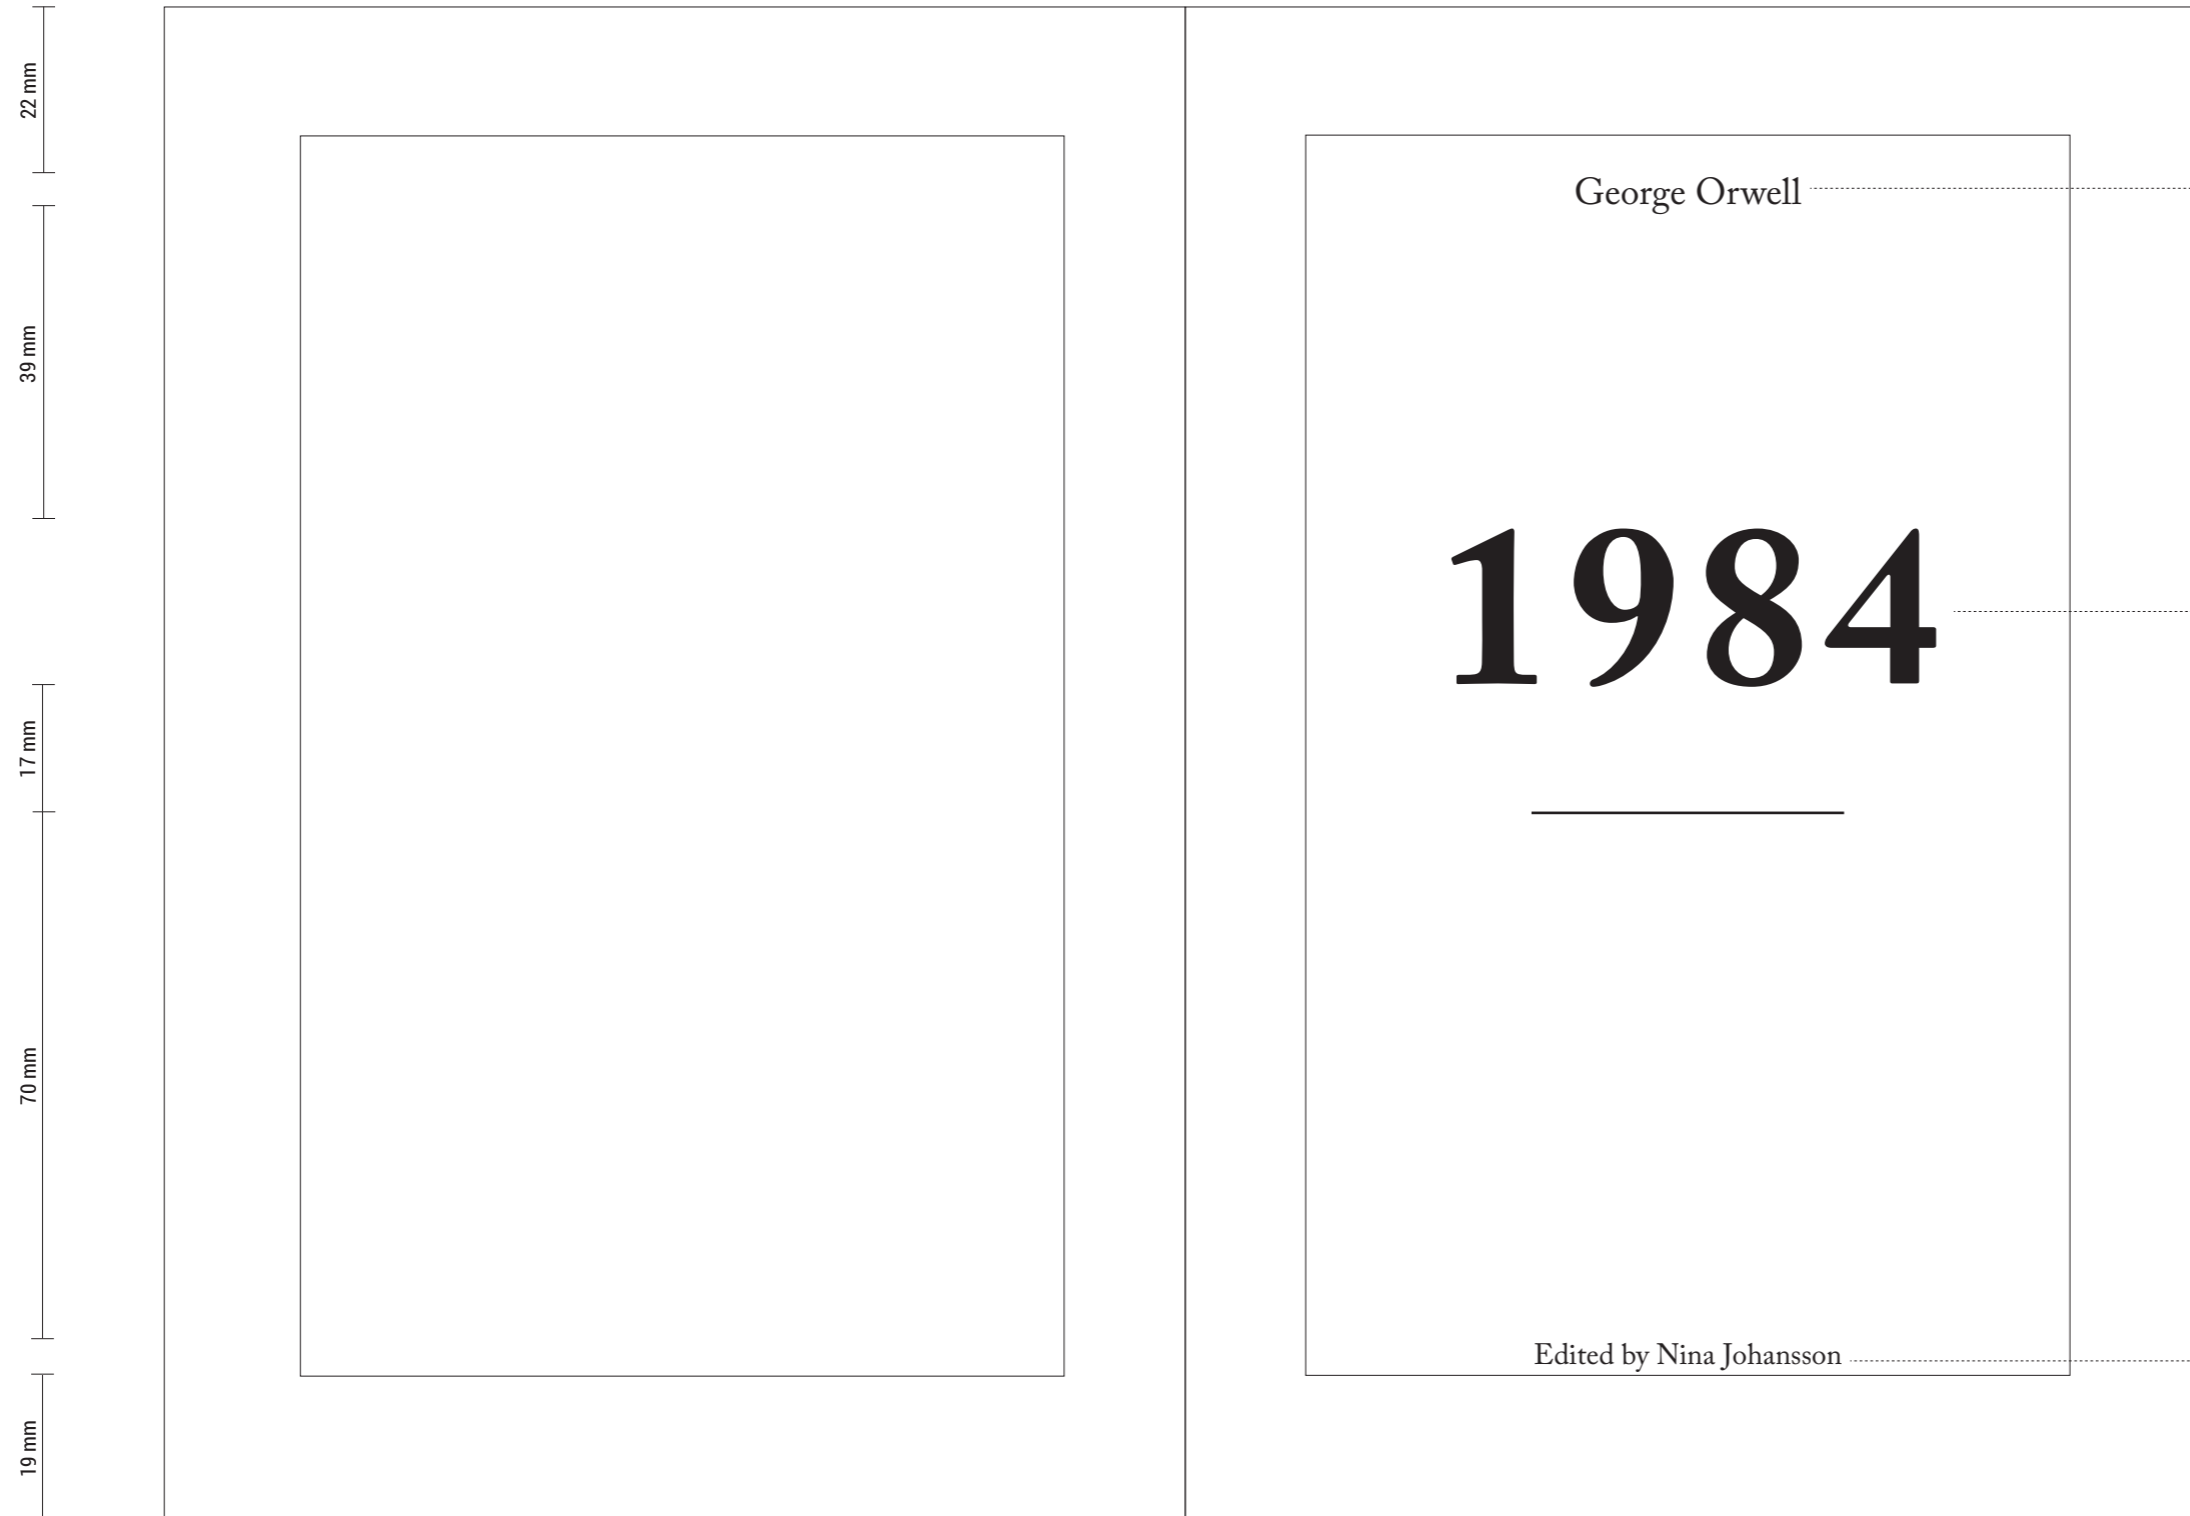 22 mm
39 mm
17 mm
70 mm
19 mm
George Orwell
1984
Edited by Nina Johansson